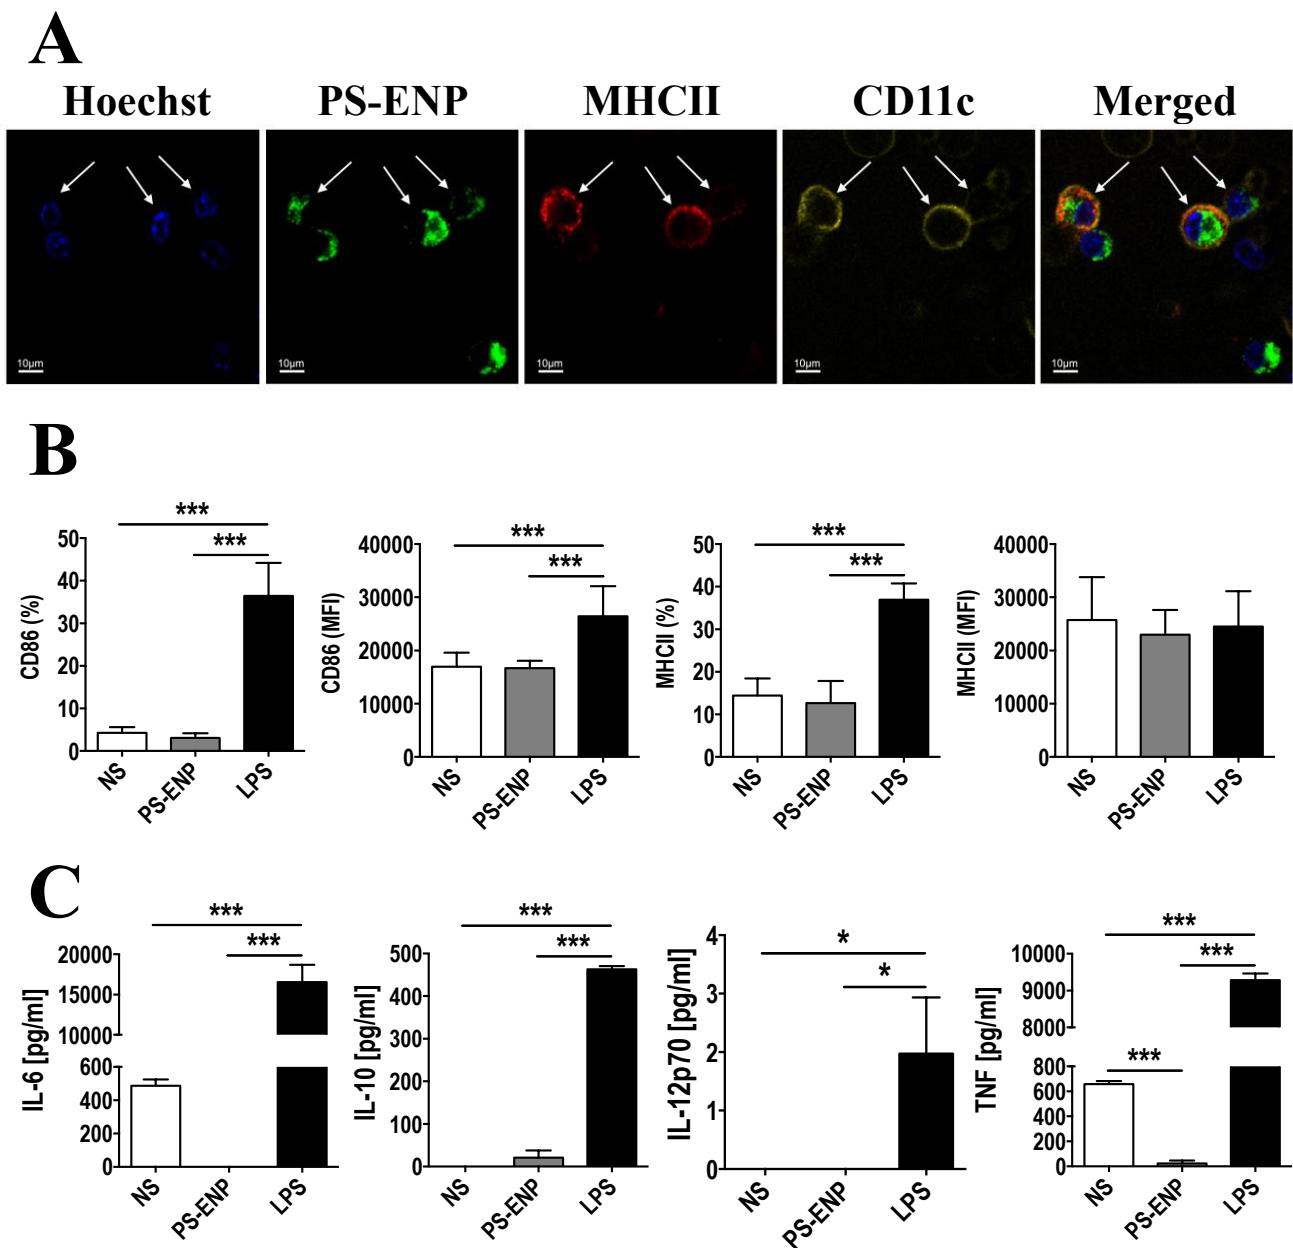 A
Hoechst PS-ENP MHCII CD11c Merged
10µm 10µm 10µm 10µm 10µm
B
*** *** *** *** *** ***
CD86 (%)
50
40
30
20
10
0
NS PS-ENP LPS
CD86 (MFI)
40000
30000
20000
10000
0
NS PS-ENP LPS
MHCII (%)
50
40
30
20
10
0
NS PS-ENP LPS
MHCII (MFI)
40000
30000
20000
10000
0
NS PS-ENP LPS
C
***
***
IL-6 [pg/ml]
20000
15000
10000
600
400
200
0
NS PS-ENP LPS
***
***
IL-10 [pg/ml]
500
400
300
200
100
0
NS PS-ENP LPS
*
*
IL-12p70 [pg/ml]
4
3
2
1
0
NS PS-ENP LPS
***
***
***
TNF [pg/ml]
10000
9000
8000
800
600
400
200
0
NS PS-ENP LPS